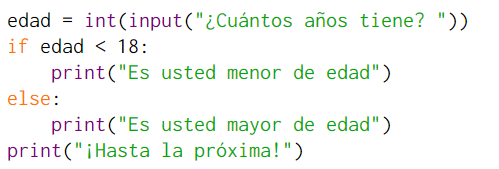 edad = int(input("¿Cuántos años tiene? "))
if edad < 18:
    print("Es usted menor de edad")
else:
    print("Es usted mayor de edad")
print("¡Hasta la próxima!")